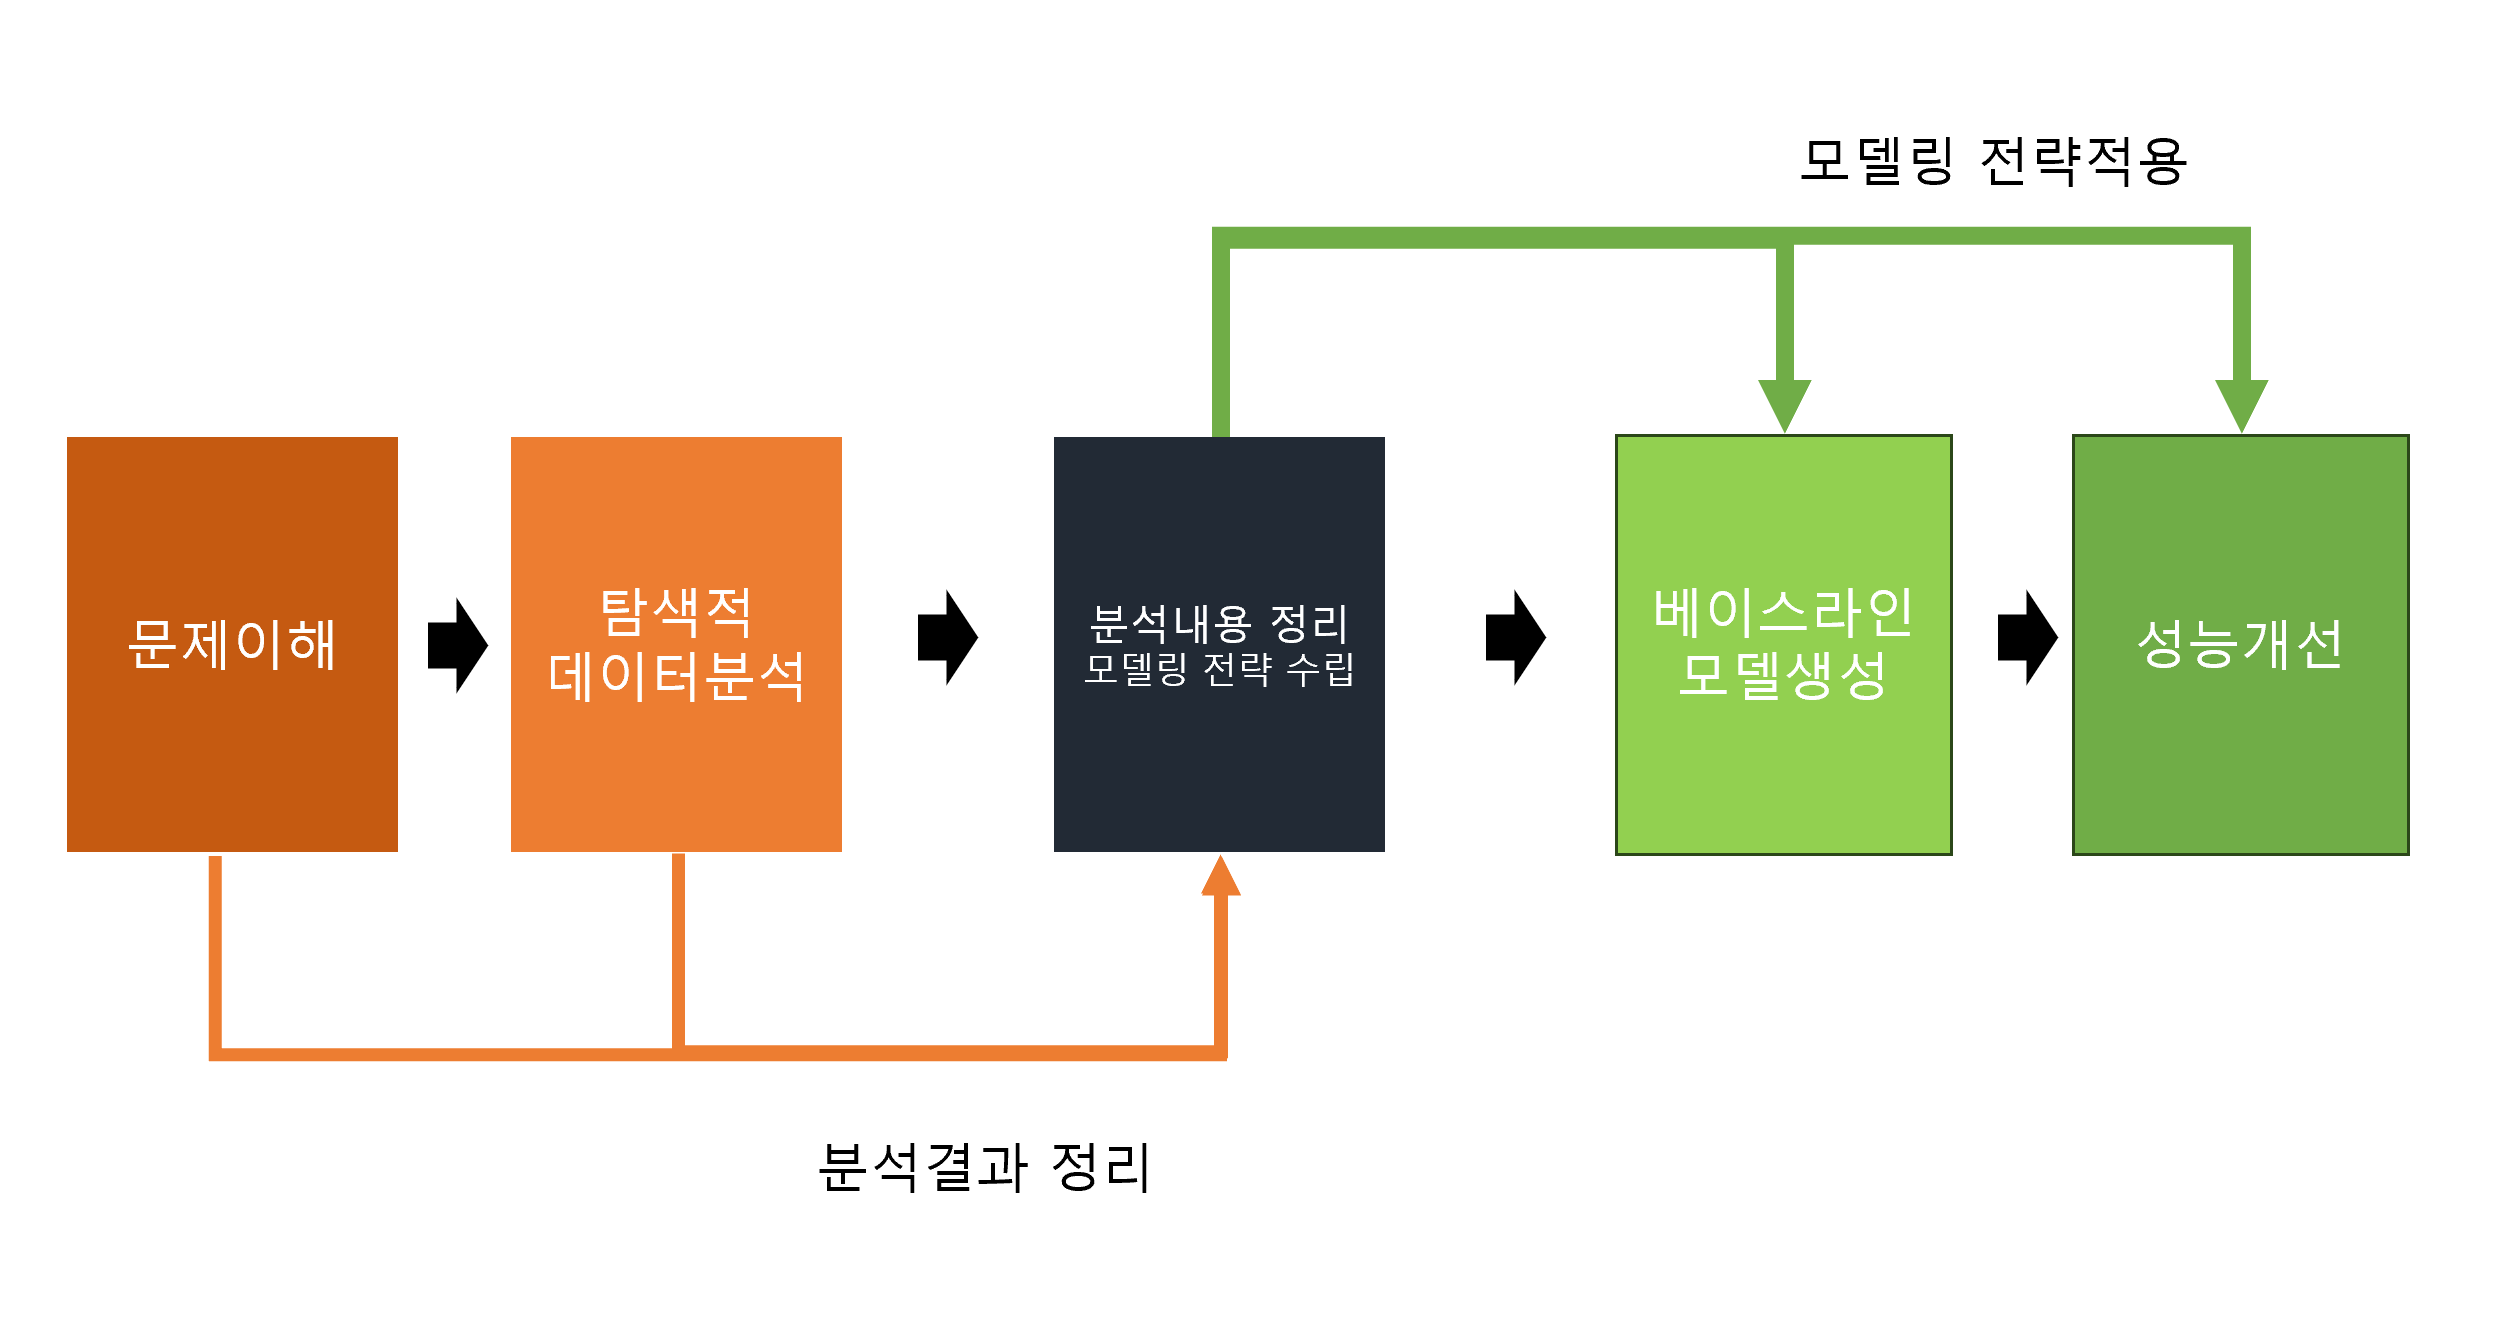 모델링 전략적용
문제이해
탐색적
데이터분석
분석내용 정리
모델링 전략 수립
베이스라인
모델생성
성능개선
분석결과 정리